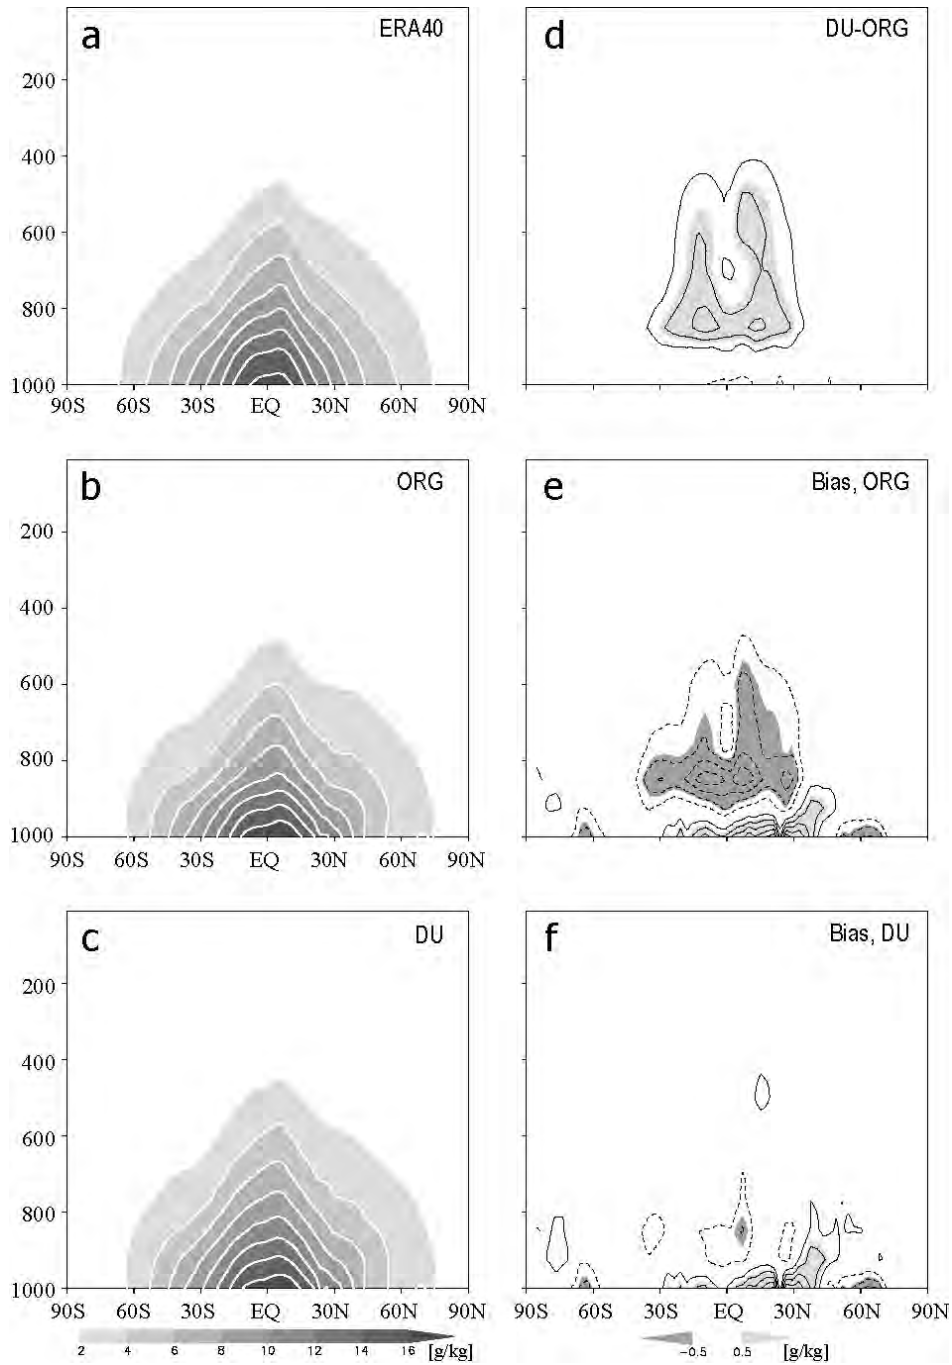 a ERA40
200
400
600
800
1000
90S 60S 30S EQ 30N 60N 90N
d DU-ORG
b ORG
200
400
600
800
1000
90S 60S 30S EQ 30N 60N 90N
e Bias, ORG
c DU
200
400
600
800
1000
90S 60S 30S EQ 30N 60N 90N
2 4 6 8 10 12 14 16 [g/kg]
f Bias, DU
90S 60S 30S EQ 30N 60N 90N
-0.5 0.5 [g/kg]